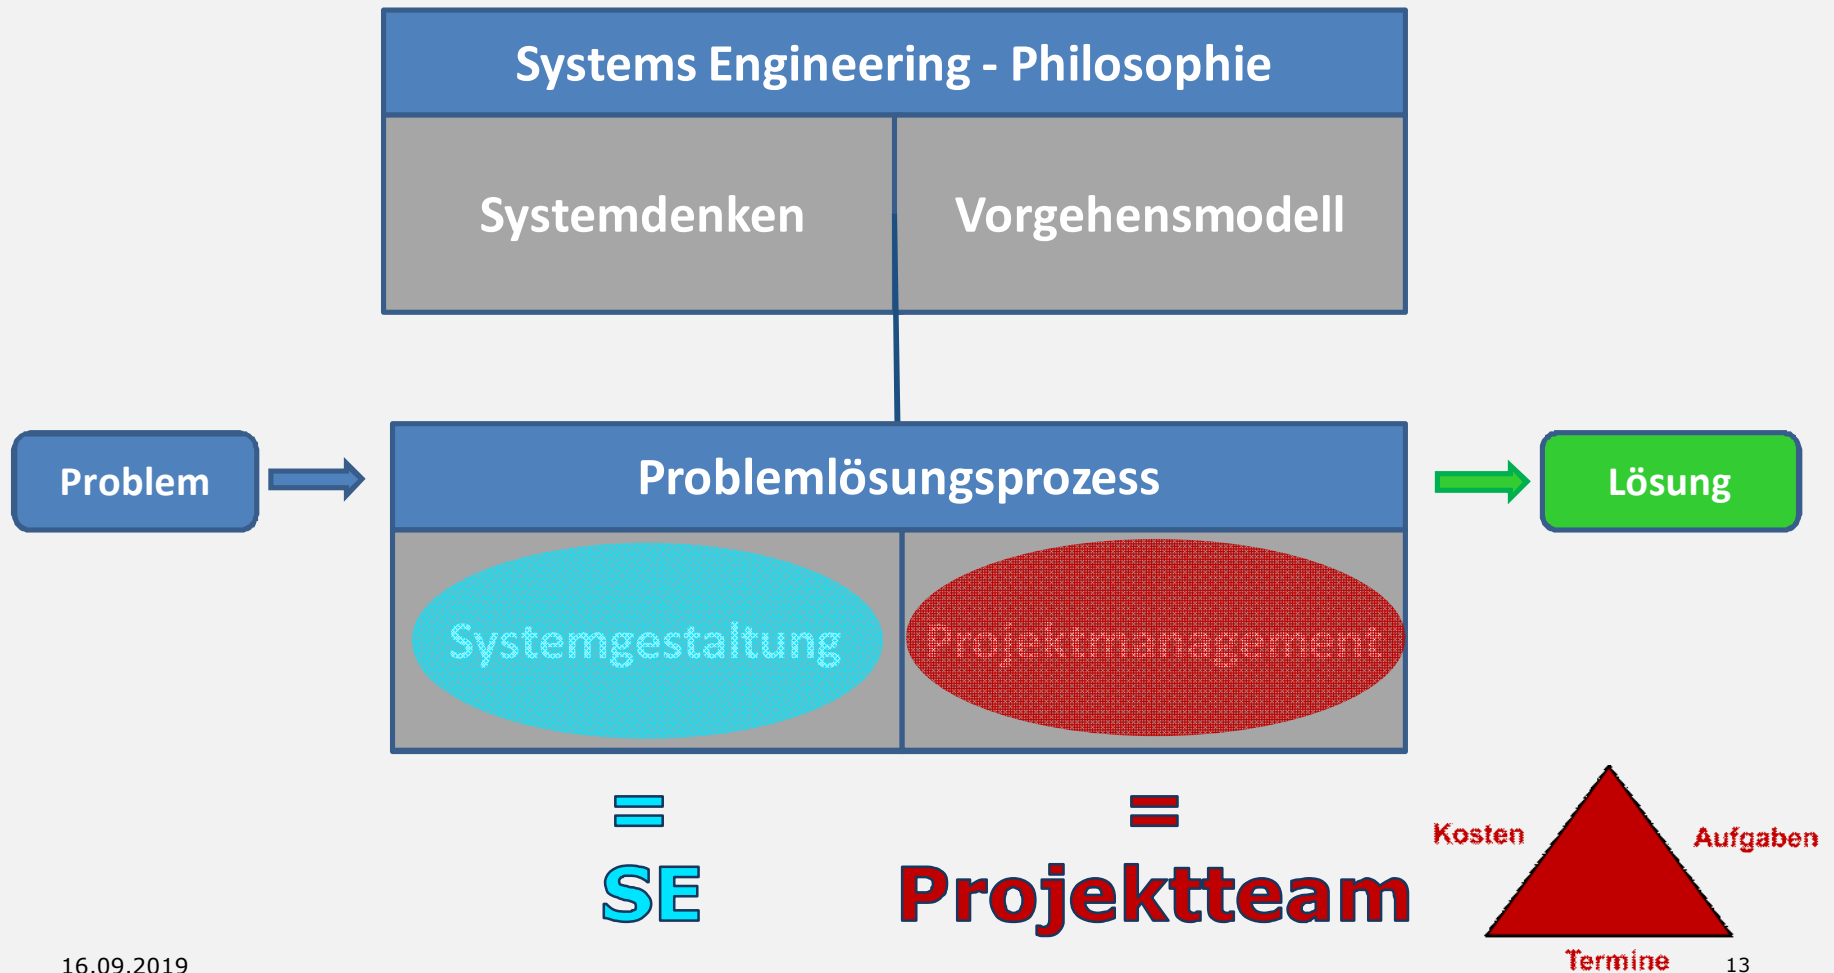 Systems Engineering - Philosophie
Systemdenken
Vorgehensmodell
Problem
Problemlösungsprozess
Lösung
Systemgestaltung
Projektmanagement
=
=
Kosten
Aufgaben
SE
Projektteam
Termine
16.09.2019
13